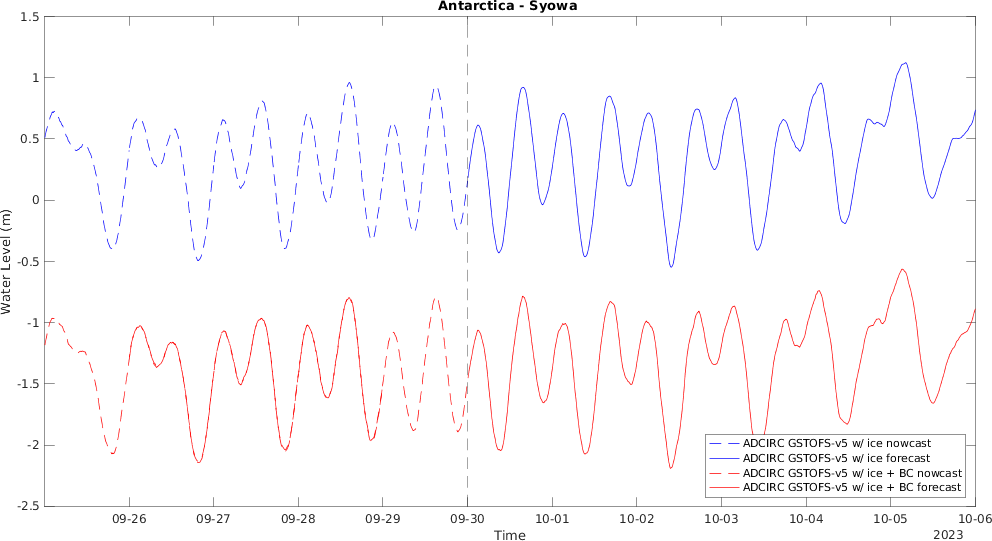 Antarctica - Syowa
1.5
1
0.5
0
-0.5
-1
-1.5
-2
-2.5
Water Level (m)
ADCIRC GSTOFS-v5 w/ ice nowcast
ADCIRC GSTOFS-v5 w/ ice forecast
ADCIRC GSTOFS-v5 w/ ice + BC nowcast
ADCIRC GSTOFS-v5 w/ ice + BC forecast
09-26 09-27 09-28 09-29 09-30 10-01 10-02 10-03 10-04 10-05 10-06
Time
2023